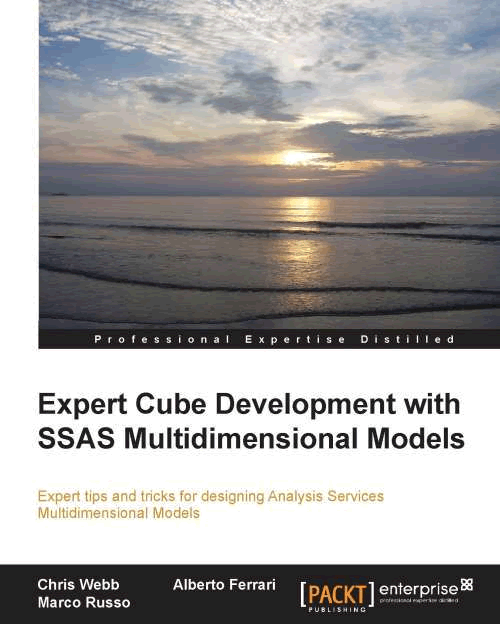 Professional Expertise Distilled
Expert Cube Development with
SSAS Multidimensional Models
Expert tips and tricks for designing Analysis Services
Multidimensional Models
Chris Webb Alberto Ferrari
Marco Russo
[PACKT] enterprise
PUBLISHING professional expertise distilled